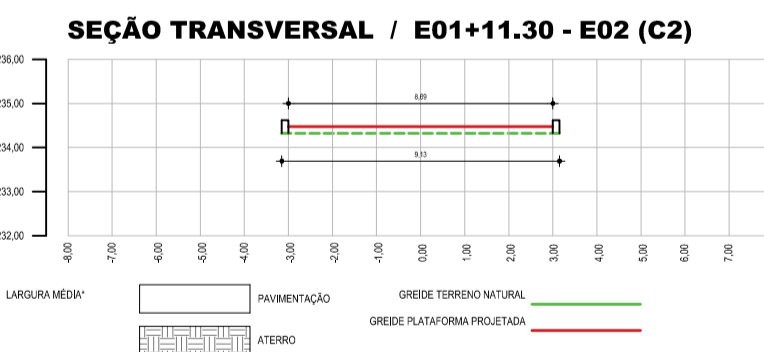 SEÇÃO TRANSVERSAL / E01+11.30 - E02 (C2)
236,00
235,00
8,89
234,00
9,13
233,00
232,00
-8,00 -7,00 -6,00 -5,00 -4,00 -3,00 -2,00 -1,00 0,00 1,00 2,00 3,00 4,00 5,00 6,00 7,00
LARGURA MÉDIA*
PAVIMENTAÇÃO
GREIDE TERRENO NATURAL
GREIDE PLATAFORMA PROJETADA
ATERRO